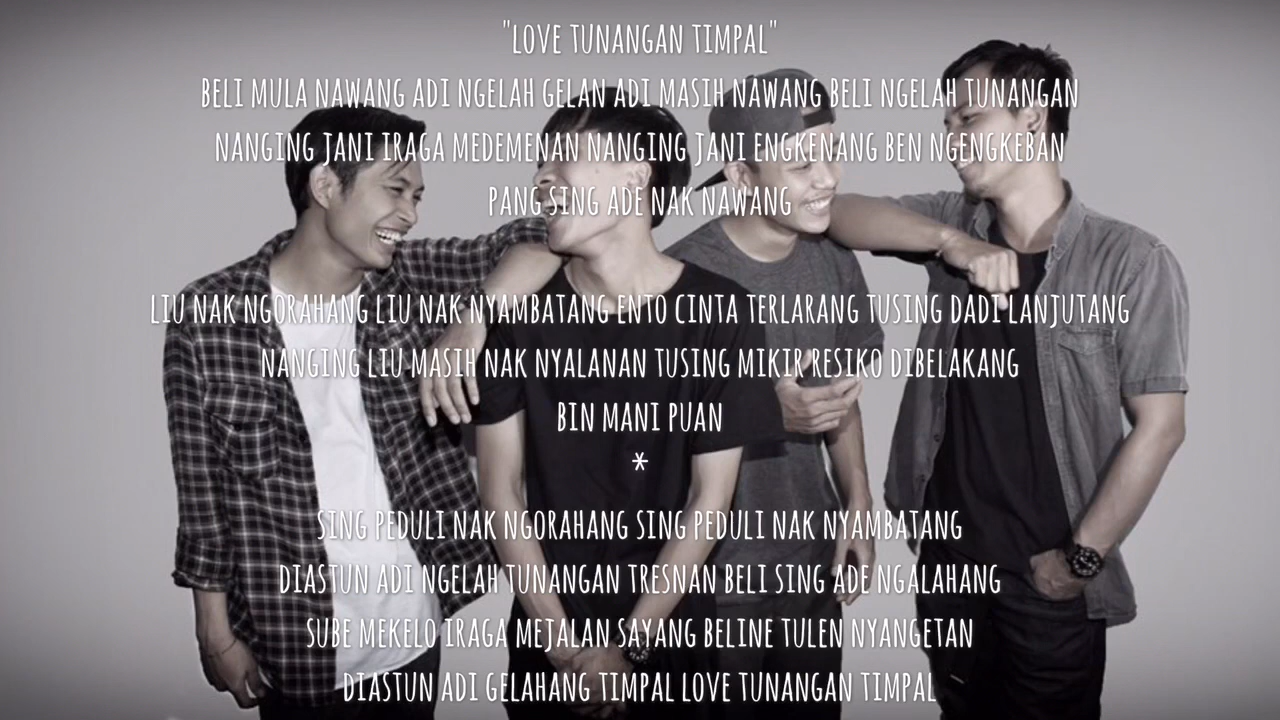 "LOVE TUNANGAN TIMPAL"
BELI MULA NAWANG ADI NGELAH GELAN ADI MASIH NAWANG BELI NGELAH TUNANGAN
NANGING JANI IRAGA MEDEMENAN NANGING JANI ENGKENANG BEN NGENGKEBAN
PANG SING ADE NAK NAWANG
LIU NAK NGORAHANG LIU NAK NYAMBATANG ENTO CINTA TERLARANG TUSING DADI LANJUTANG
NANGING LIU MASIH NAK NYALANAN TUSING MIKIR RESIKO DIBELAKANG
BIN MANI PUAN
*
SING PEDULI NAK NGORAHANG SING PEDULI NAK NYAMBATANG
DIASTUN ADI NGELAH TUNANGAN TRESNAN BELI SING ADE NGALAHANG
SUBE MEKELO IRAGA MEJALAN SAYANG BELINE TULEN NYANGETAN
DIASTUN ADI GELAHANG TIMPAL LOVE TUNANGAN TIMPAL